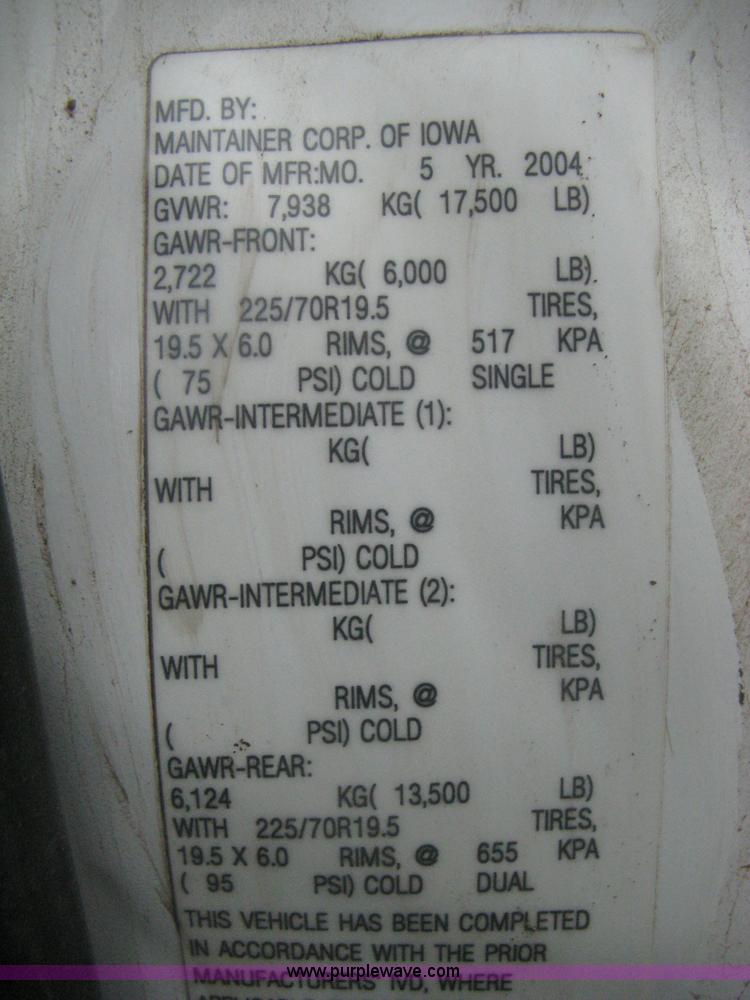 MFD. BY:
MAINTAINER CORP. OF IOWA
DATE OF MFR:MO. 5 YR. 2004
GVWR: 7,938 KG( 17,500 LB)
GAWR-FRONT:
2,722 KG( 6,000 LB)
WITH 225/70R19.5 TIRES,
19.5 X 6.0 RIMS, @ 517 KPA
( 75 PSI) COLD SINGLE
GAWR-INTERMEDIATE (1):
KG( LB)
WITH TIRES,
RIMS, @ KPA
( PSI) COLD
GAWR-INTERMEDIATE (2):
KG( LB)
WITH TIRES,
RIMS, @ KPA
( PSI) COLD
GAWR-REAR:
6,124 KG( 13,500 LB)
WITH 225/70R19.5 TIRES,
19.5 X 6.0 RIMS, @ 655 KPA
( 95 PSI) COLD DUAL
THIS VEHICLE HAS BEEN COMPLETED
IN ACCORDANCE WITH THE PRIOR
MANUFACTURERS' IVD, WHERE
www.purplewave.com